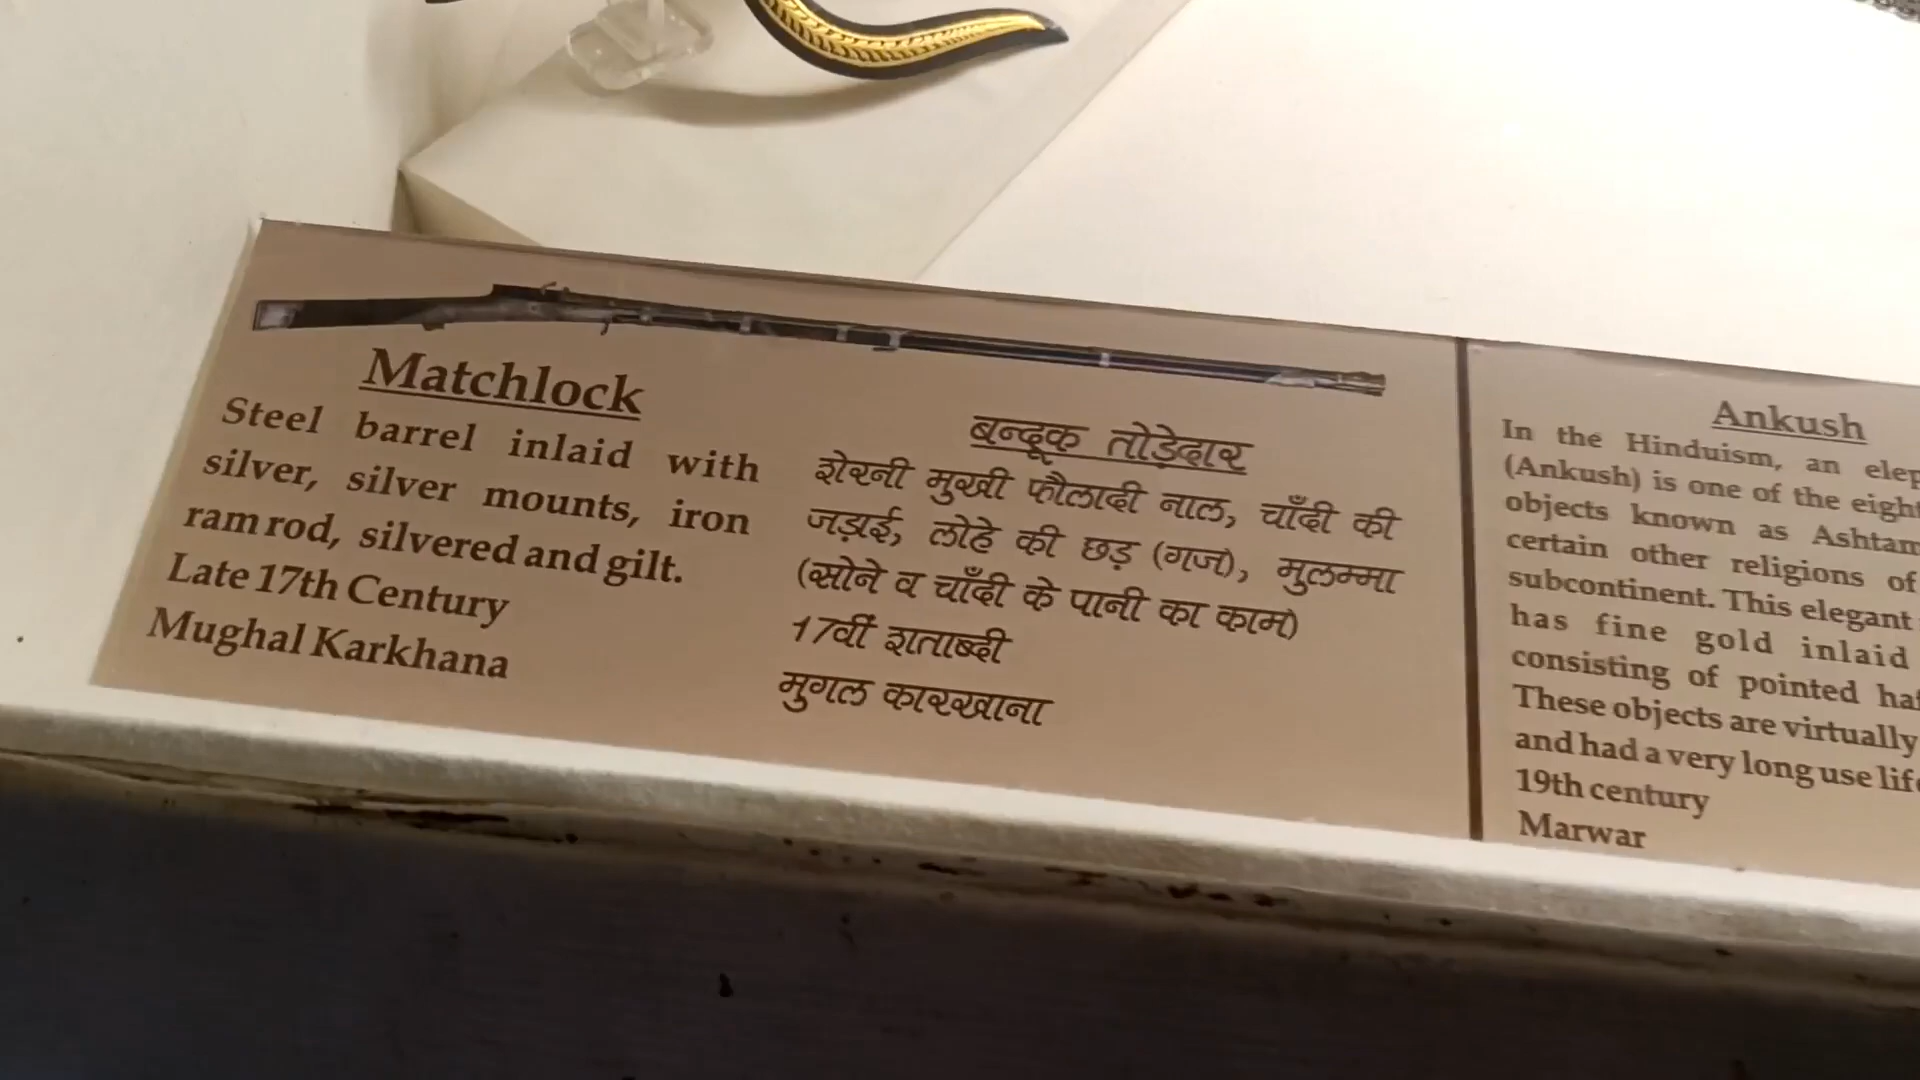 Matchlock
Steel barrel inlaid with
silver, silver mounts, iron
ram rod, silvered and gilt.
Late 17th Century
Mughal Karkhana
बन्दूक तोड़ेदार
शेरनी मुखी फौलादी नाल, चाँदी की
जड़ाई, लोहे की छड़ (गज), मुलम्मा
(सोने व चाँदी के पानी का काम)
17वीं शताब्दी
मुगल कारखाना
Ankush
In the Hinduism, an
(Ankush) is one of the eight
objects known as
certain other religions of
subcontinent. This elegant
has fine gold inlaid
consisting of pointed
These objects are virtually
and had a very long use
19th century
Marwar